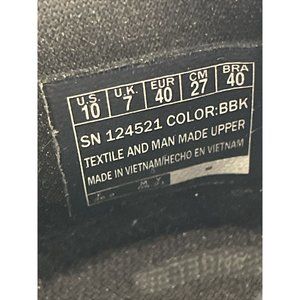 U.S. U.K. EUR CM BRA
10 7 40 27 40
SN 124521 COLOR:BBK
TEXTILE AND MAN MADE UPPER
MADE IN VIETNAM/HECHO EN VIETNAM